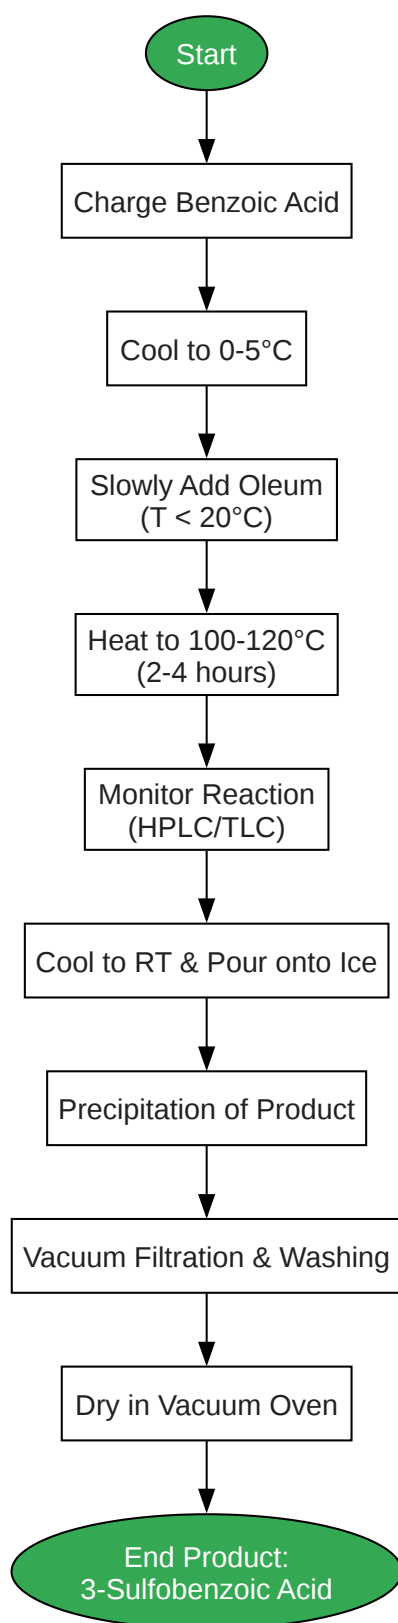 Start
Charge Benzoic Acid
Cool to 0-5°C
Slowly Add Oleum
(T < 20°C)
Heat to 100-120°C
(2-4 hours)
Monitor Reaction
(HPLC/TLC)
Cool to RT & Pour onto Ice
Precipitation of Product
Vacuum Filtration & Washing
Dry in Vacuum Oven
End Product:
3-Sulfobenzoic Acid